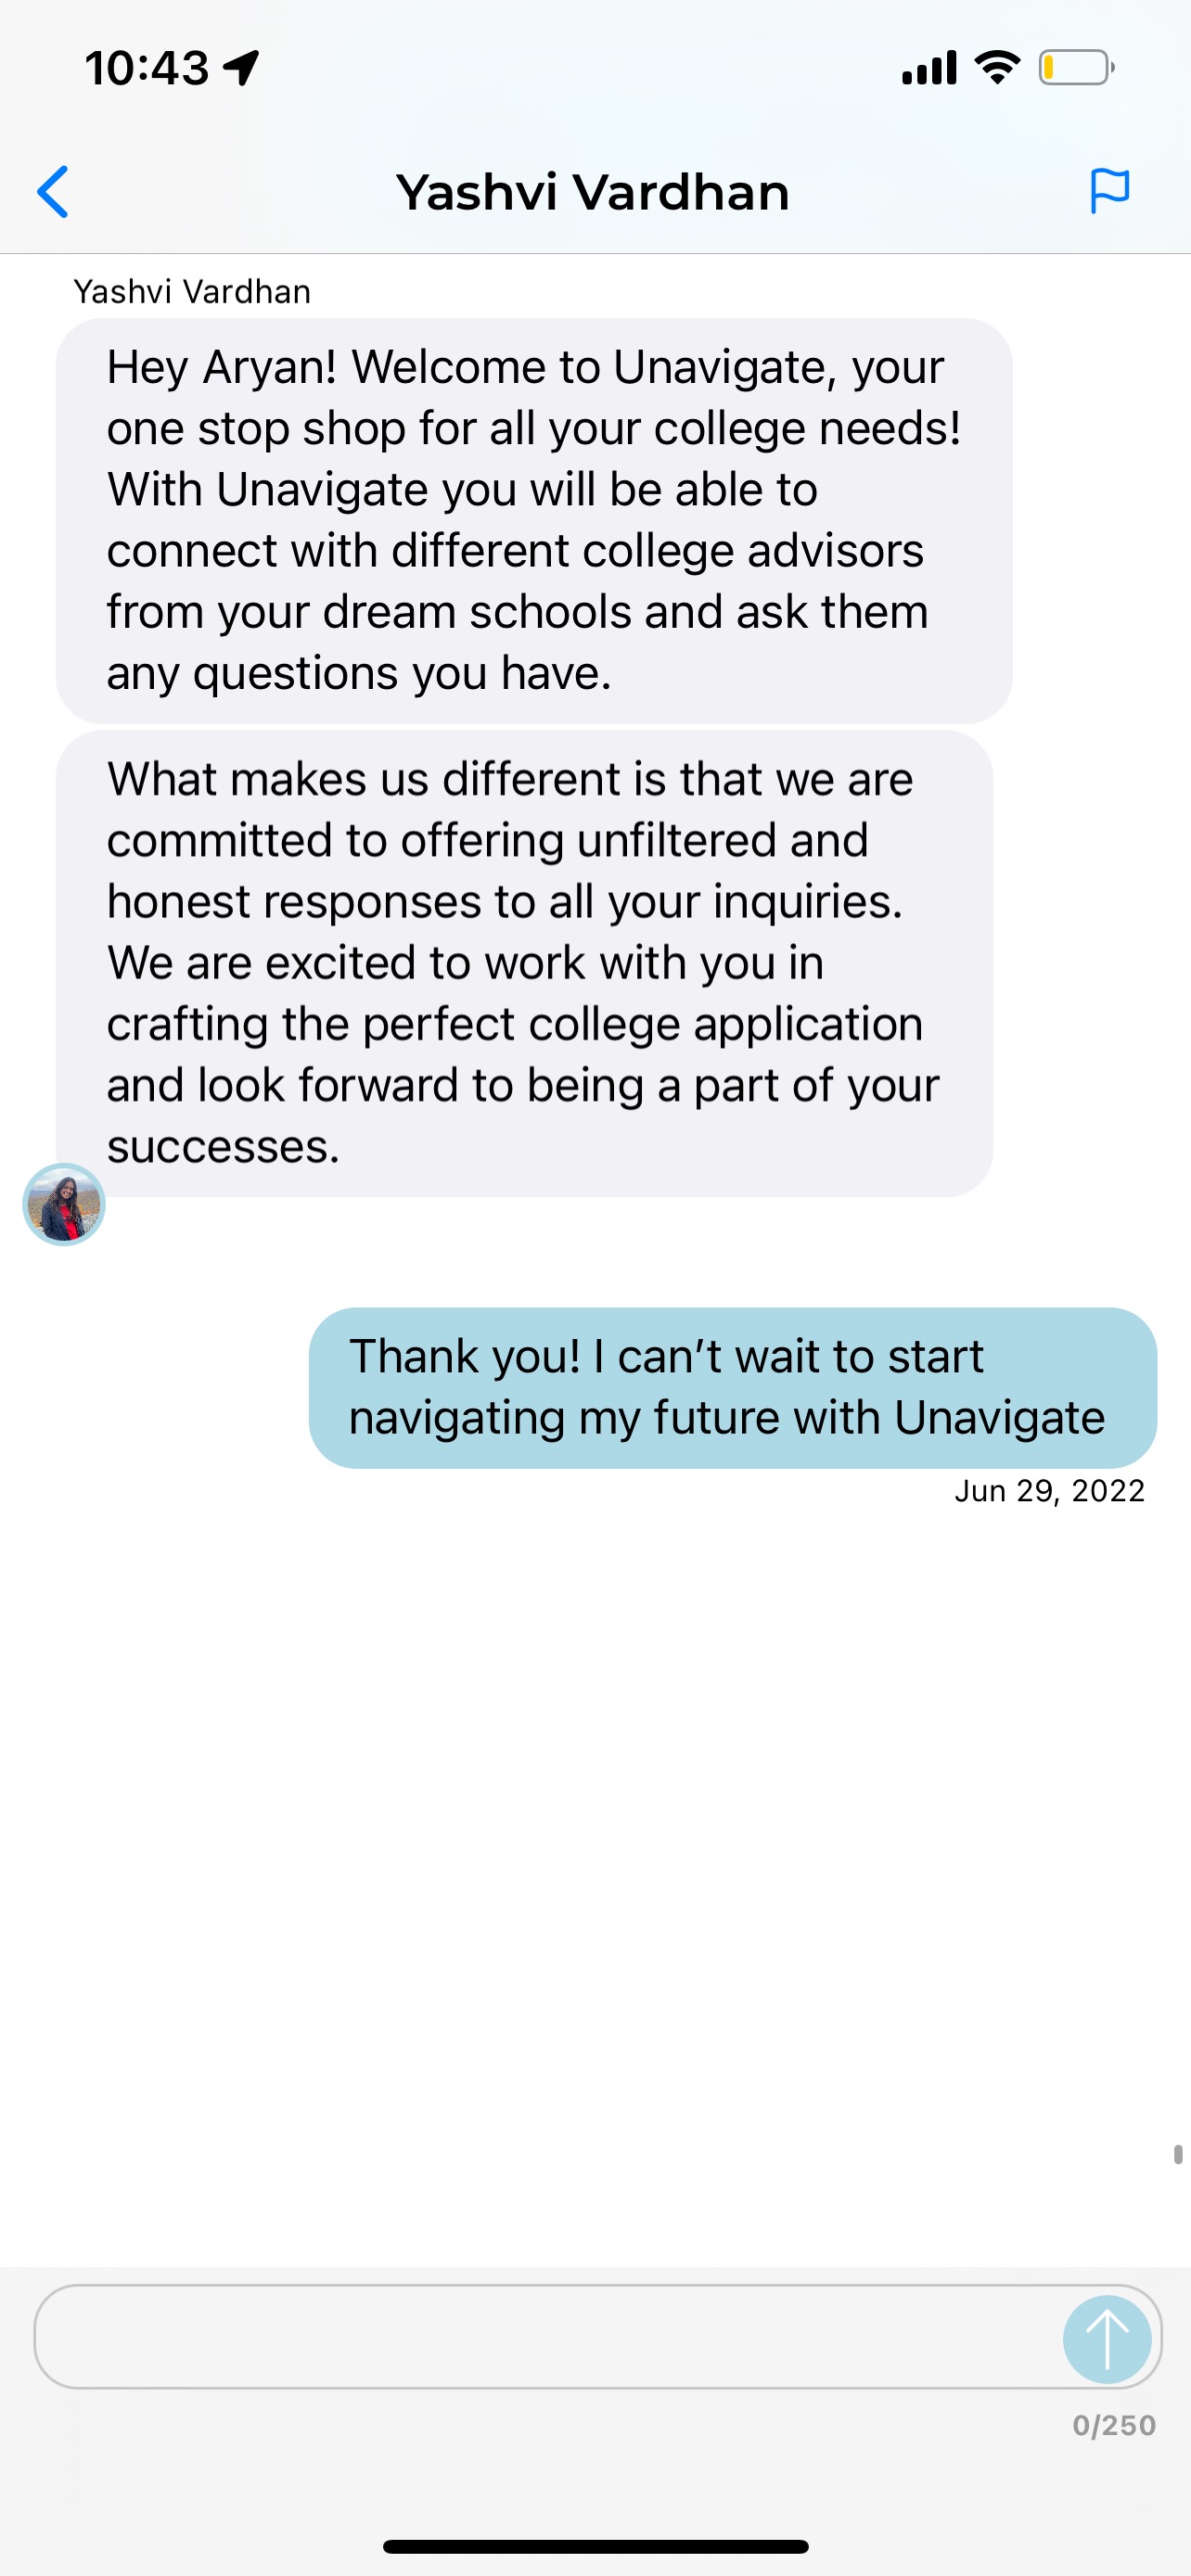 10:43
Yashvi Vardhan
Yashvi Vardhan
Hey Aryan! Welcome to Unavigate, your
one stop shop for all your college needs!
With Unavigate you will be able to
connect with different college advisors
from your dream schools and ask them
any questions you have.
What makes us different is that we are
committed to offering unfiltered and
honest responses to all your inquiries.
We are excited to work with you in
crafting the perfect college application
and look forward to being a part of your
successes.
Thank you! I can’t wait to start
navigating my future with Unavigate
Jun 29, 2022
0/250